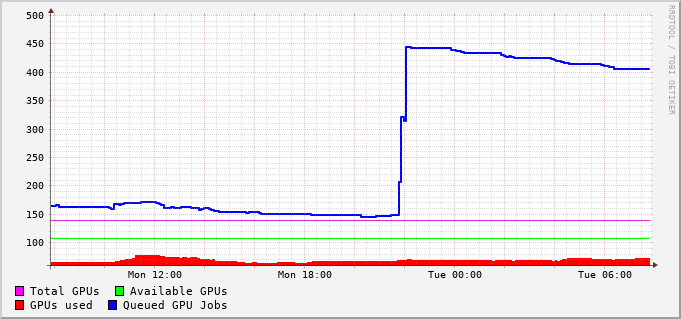 500
450
400
350
300
250
200
150
100
Mon 12:00 Mon 18:00 Tue 00:00 Tue 06:00
Total GPUs Available GPUs
GPUs used Queued GPU Jobs
RRDTOOL / TOBI OETIKER